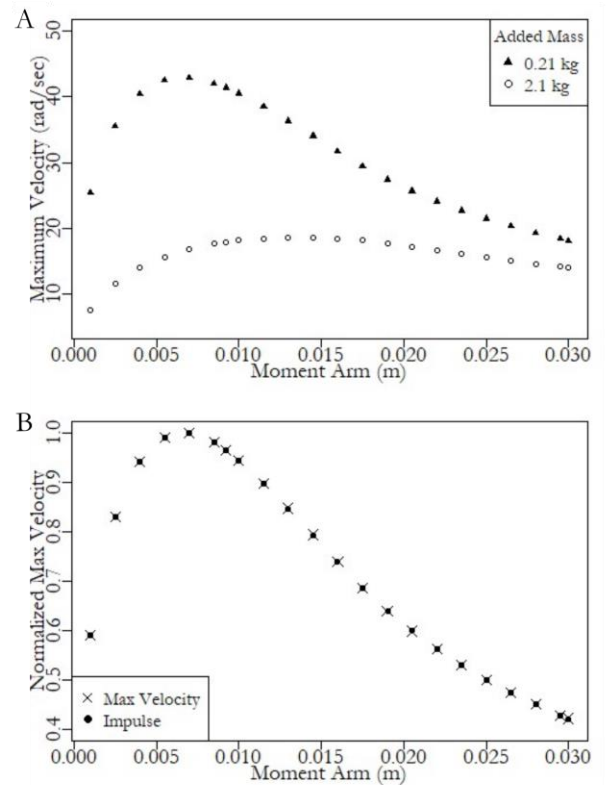 A
Maximum Velocity (rad/sec)
50
40
30
20
10
Added Mass
0.21 kg
2.1 kg
0.000 0.005 0.010 0.015 0.020 0.025 0.030
Moment Arm (m)
B
Normalized Max Velocity
1.0
0.9
0.8
0.7
0.6
0.5
0.4
Max Velocity
Impulse
0.000 0.005 0.010 0.015 0.020 0.025 0.030
Moment Arm (m)